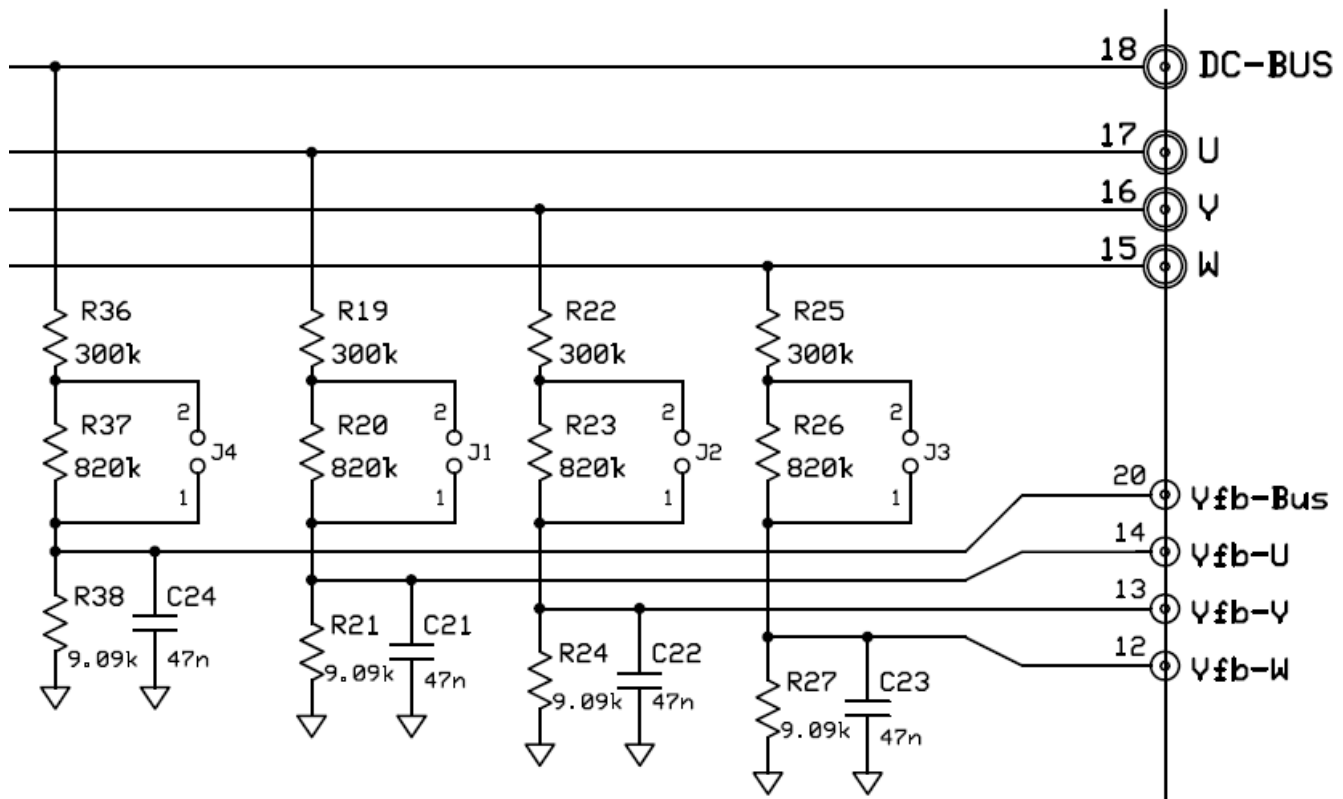 18 DC-BUS
17 U
16 V
15 W
R36 R19 R22 R25
300k 300k 300k 300k
2 2 2 2
R37 R20 R23 R26
J4 J1 J2 J3
820k 820k 820k 820k
1 1 1 1
20 Vfb-Bus
14 Vfb-U
13 Vfb-V
12 Vfb-W
R38 C24
9.09k 47n
R21 C21
9.09k 47n
R24 C22
9.09k 47n
R27 C23
9.09k 47n